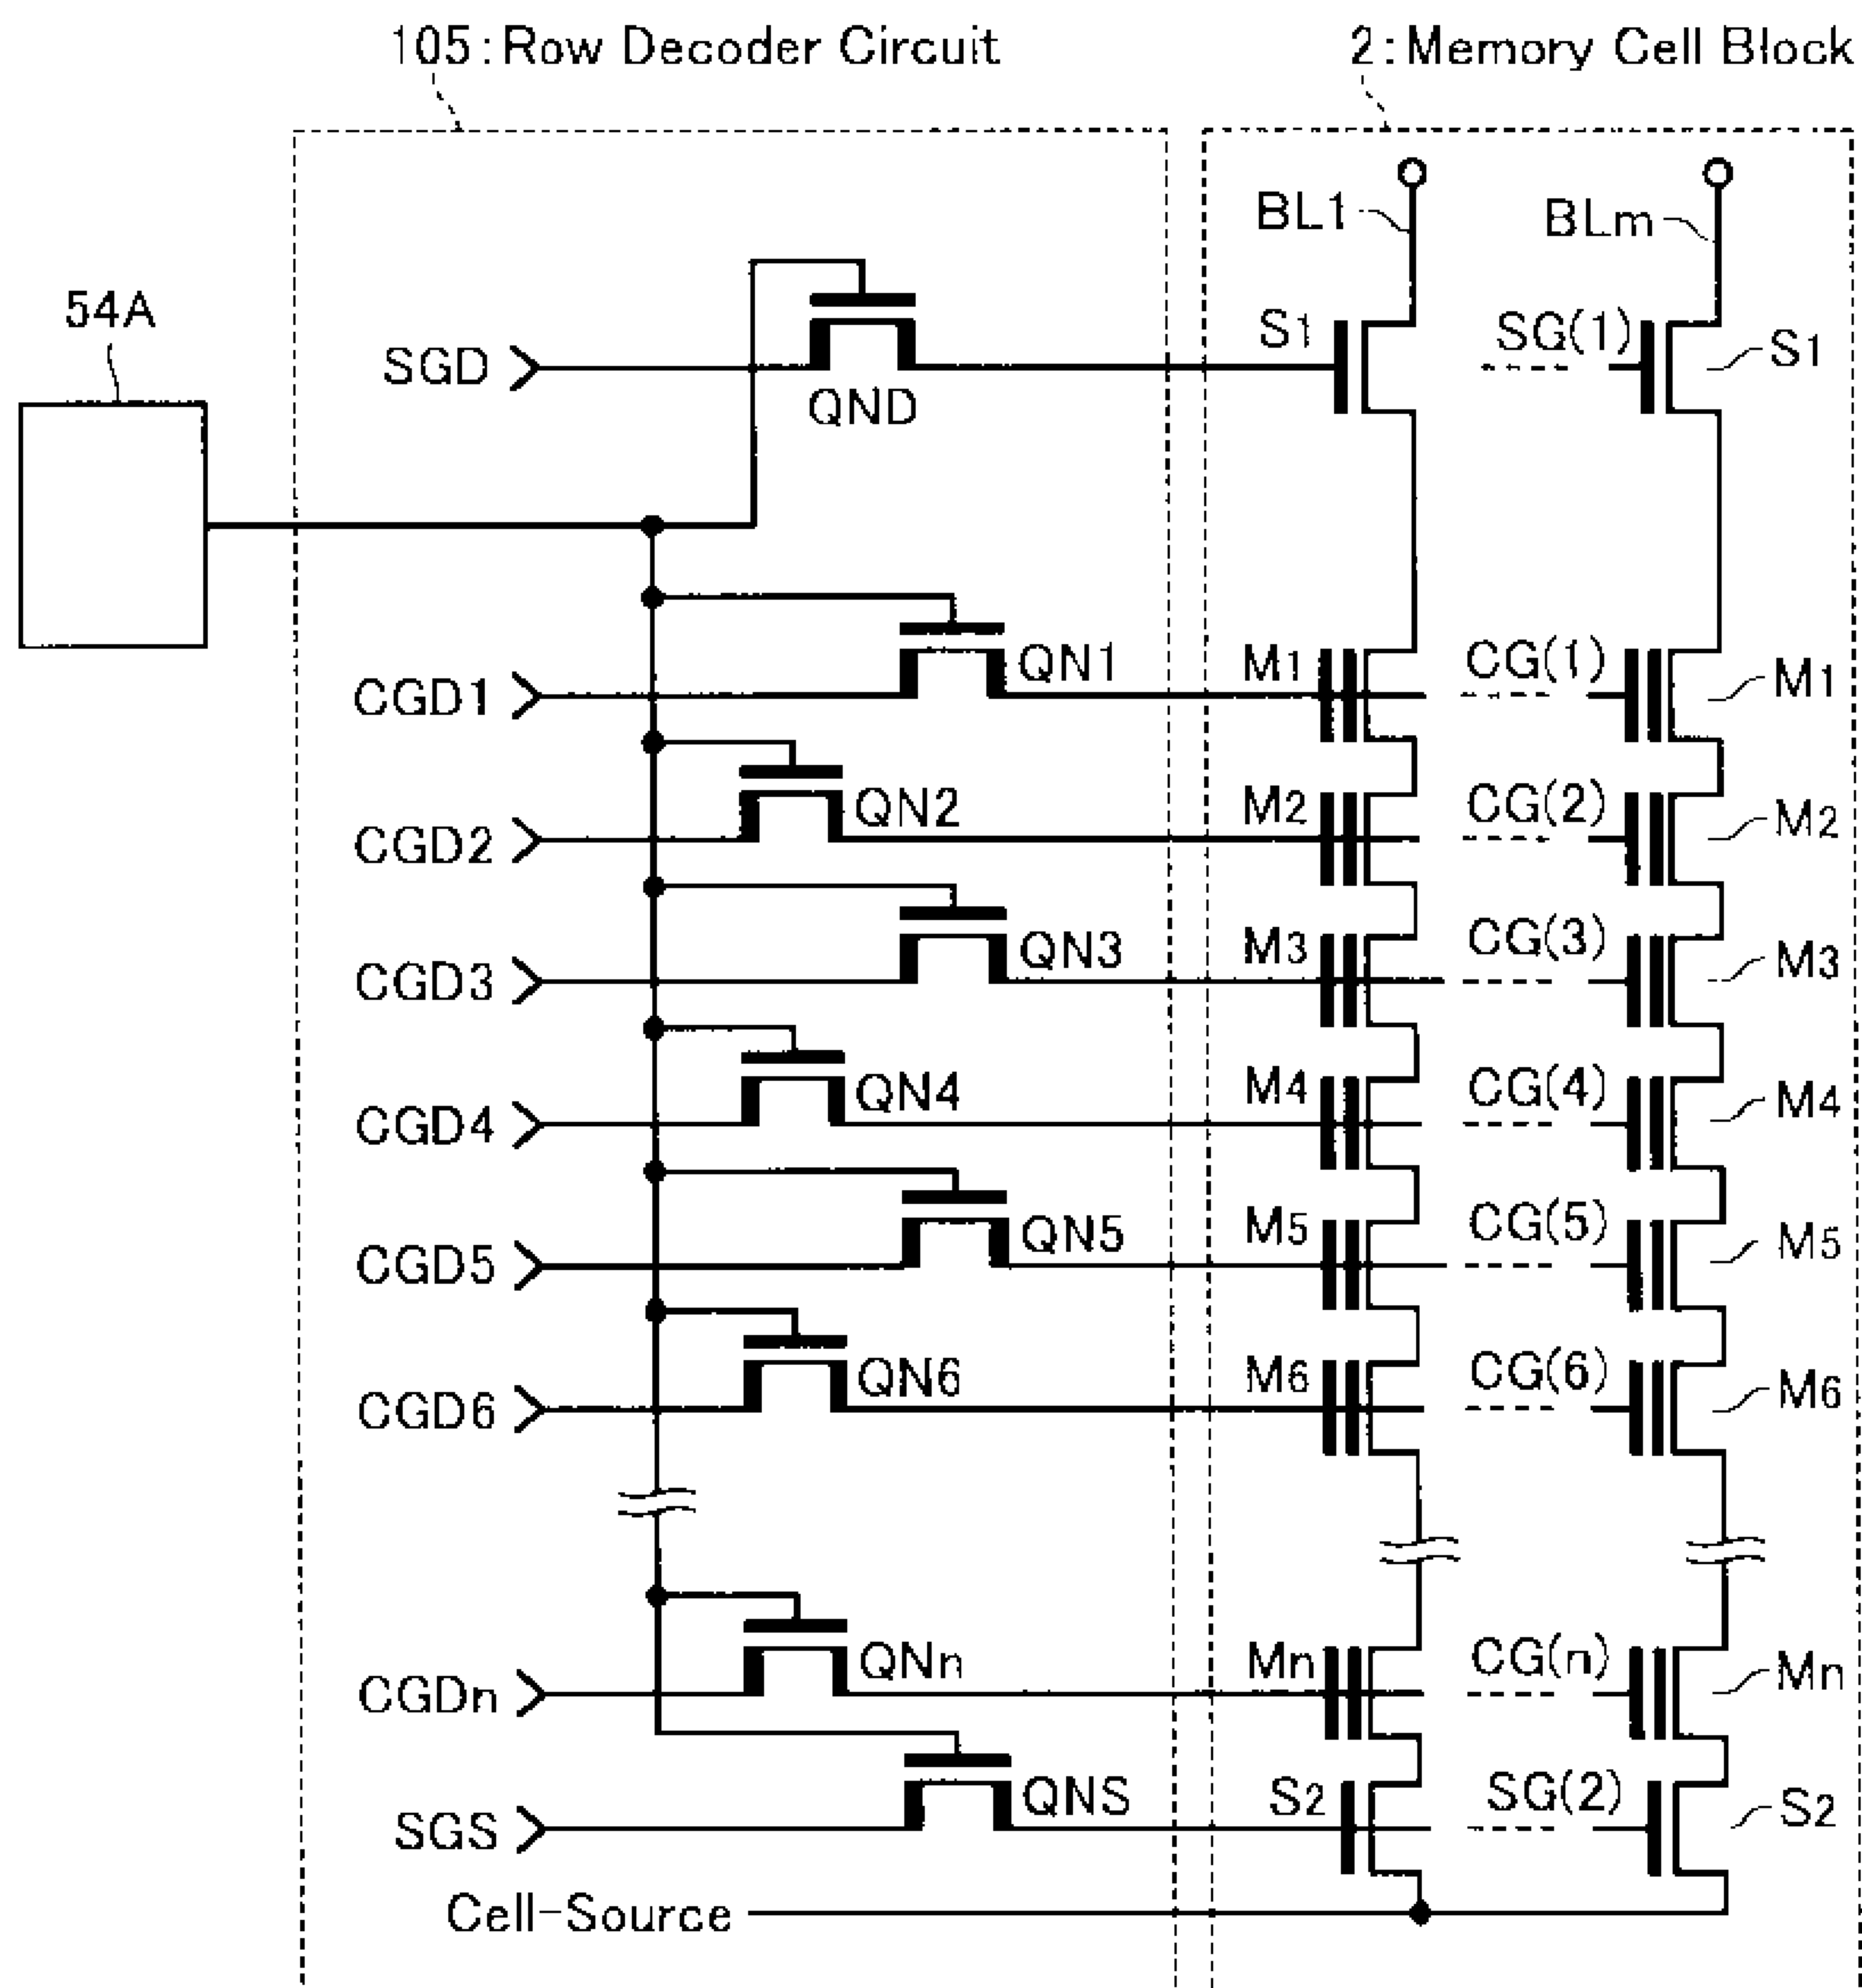 105:Row Decoder Circuit
2:Memory Cell Block
BL1
BLm
54A
SGD
QND
S1
SG(1)
S1
CGD1
QN1
M1
CG(1)
M1
CGD2
QN2
M2
CG(2)
M2
CGD3
QN3
M3
CG(3)
M3
CGD4
QN4
M4
CG(4)
M4
CGD5
QN5
M5
CG(5)
M5
CGD6
QN6
M6
CG(6)
M6
CGDn
QNn
Mn
CG(n)
Mn
SGS
QNS
S2
SG(2)
S2
Cell-Source